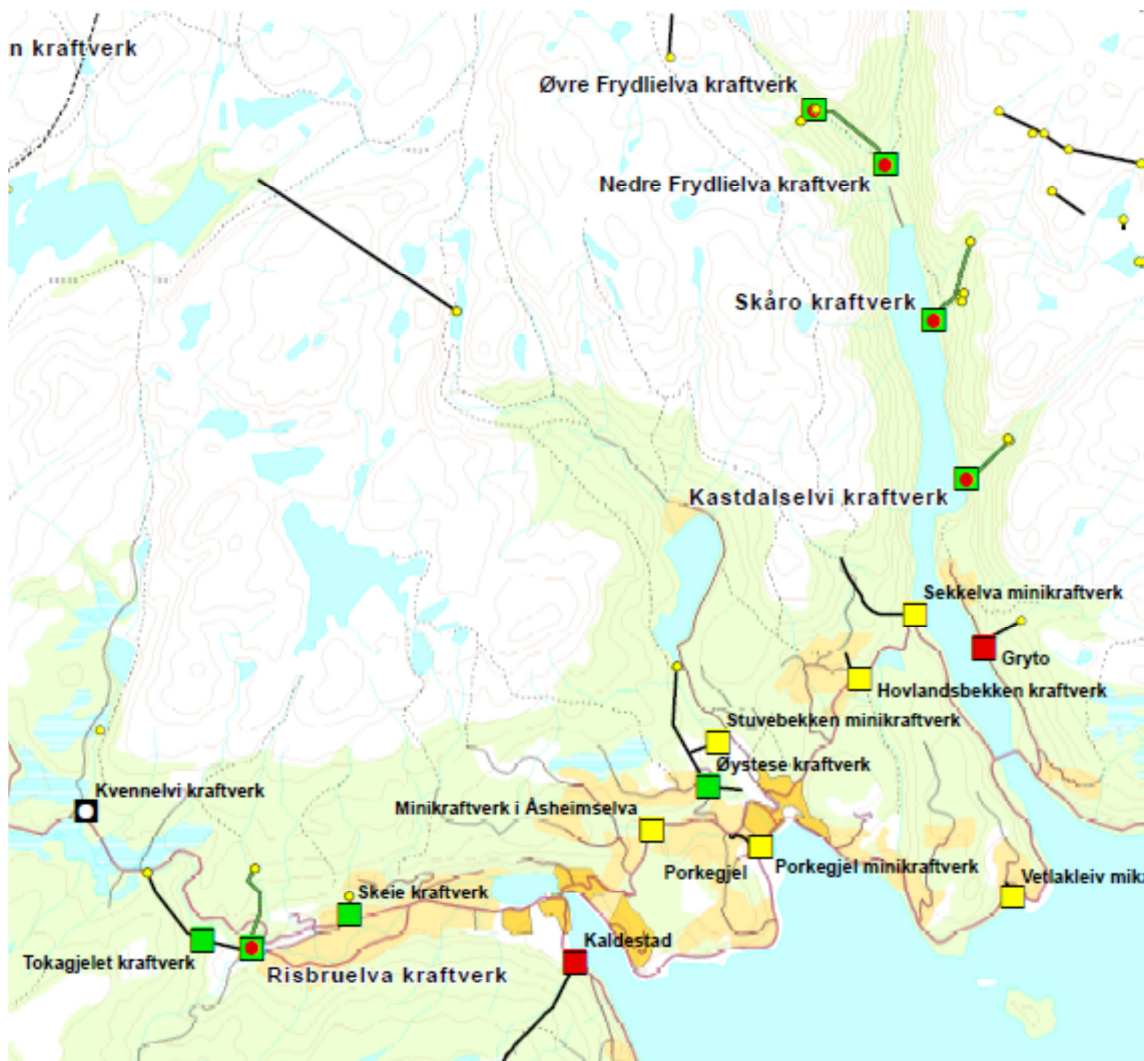 n kraftverk
Øvre Frydlielva kraftverk
Nedre Frydlielva kraftverk
Skåro kraftverk
Kastdalselvi kraftverk
Sekkelva minikraftverk
Gryto
Hovlandsbekken kraftverk
Stuvebekken minikraftverk
Øystese kraftverk
Kvennelvi kraftverk
Minikraftverk i Åsheimselva
Porkegjel
Porkegjel minikraftverk
Vetlakleiv mik
Skeie kraftverk
Kaldestad
Tokagjelet kraftverk
Risbruelva kraftverk